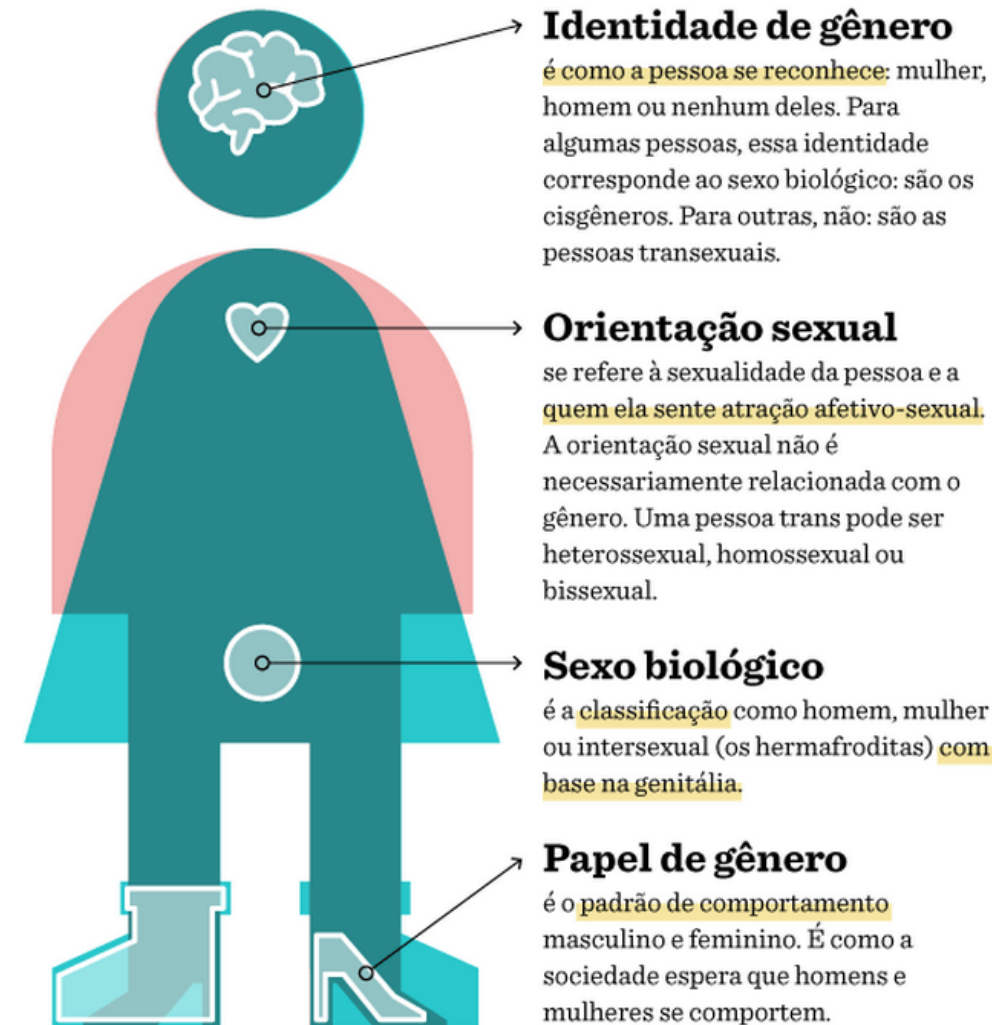 Identidade de gênero
é como a pessoa se reconhece: mulher,
homem ou nenhum deles. Para
algumas pessoas, essa identidade
corresponde ao sexo biológico: são os
cisgêneros. Para outras, não: são as
pessoas transexuais.
Orientação sexual
se refere à sexualidade da pessoa e a
quem ela sente atração afetivo-sexual.
A orientação sexual não é
necessariamente relacionada com o
gênero. Uma pessoa trans pode ser
heterossexual, homossexual ou
bissexual.
Sexo biológico
é a classificação como homem, mulher
ou intersexual (os hermafroditas) com
base na genitália.
Papel de gênero
é o padrão de comportamento
masculino e feminino. É como a
sociedade espera que homens e
mulheres se comportem.